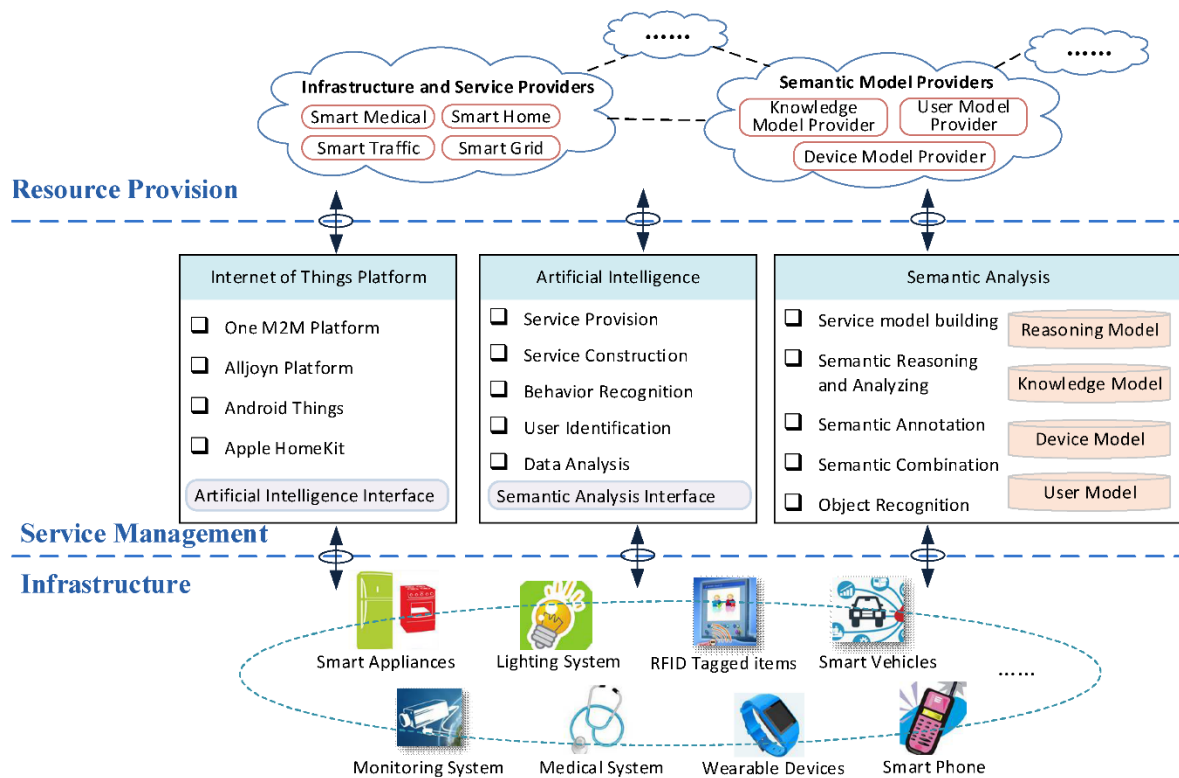 ......
......
Infrastructure and Service Providers
Smart Medical
Smart Home
Smart Traffic
Smart Grid
Semantic Model Providers
Knowledge
Model Provider
User Model
Provider
Device Model Provider
Resource Provision
Internet of Things Platform
One M2M Platform
Alljoyn Platform
Android Things
Apple HomeKit
Artificial Intelligence Interface
Artificial Intelligence
Service Provision
Service Construction
Behavior Recognition
User Identification
Data Analysis
Semantic Analysis Interface
Semantic Analysis
Service model building
Semantic Reasoning
and Analyzing
Semantic Annotation
Semantic Combination
Object Recognition
Reasoning Model
Knowledge Model
Device Model
User Model
Service Management
Infrastructure
Smart Appliances
Lighting System
RFID Tagged items
Smart Vehicles
......
Monitoring System
Medical System
Wearable Devices
Smart Phone